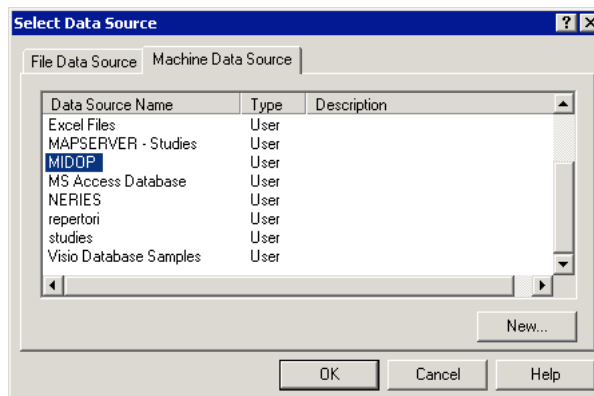 Select Data Source
File Data Source Machine Data Source
Data Source Name Type Description
Excel Files User
MAPSERVER - Studies User
MIDOP User
MS Access Database User
NERIES User
repertori User
studies User
Visio Database Samples User
New...
OK Cancel Help